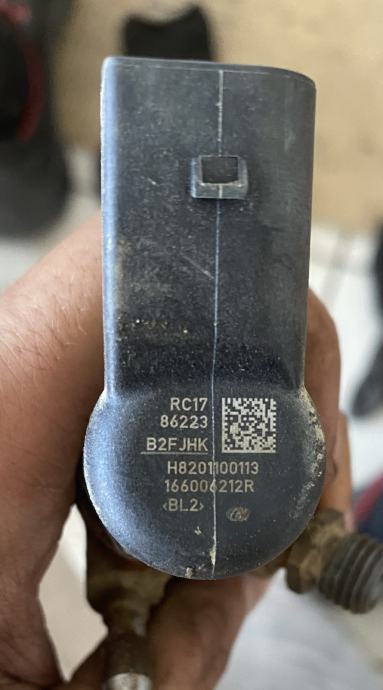 RC17
86223
B2FJHK
H8201100113
166006212R
‹BL2›